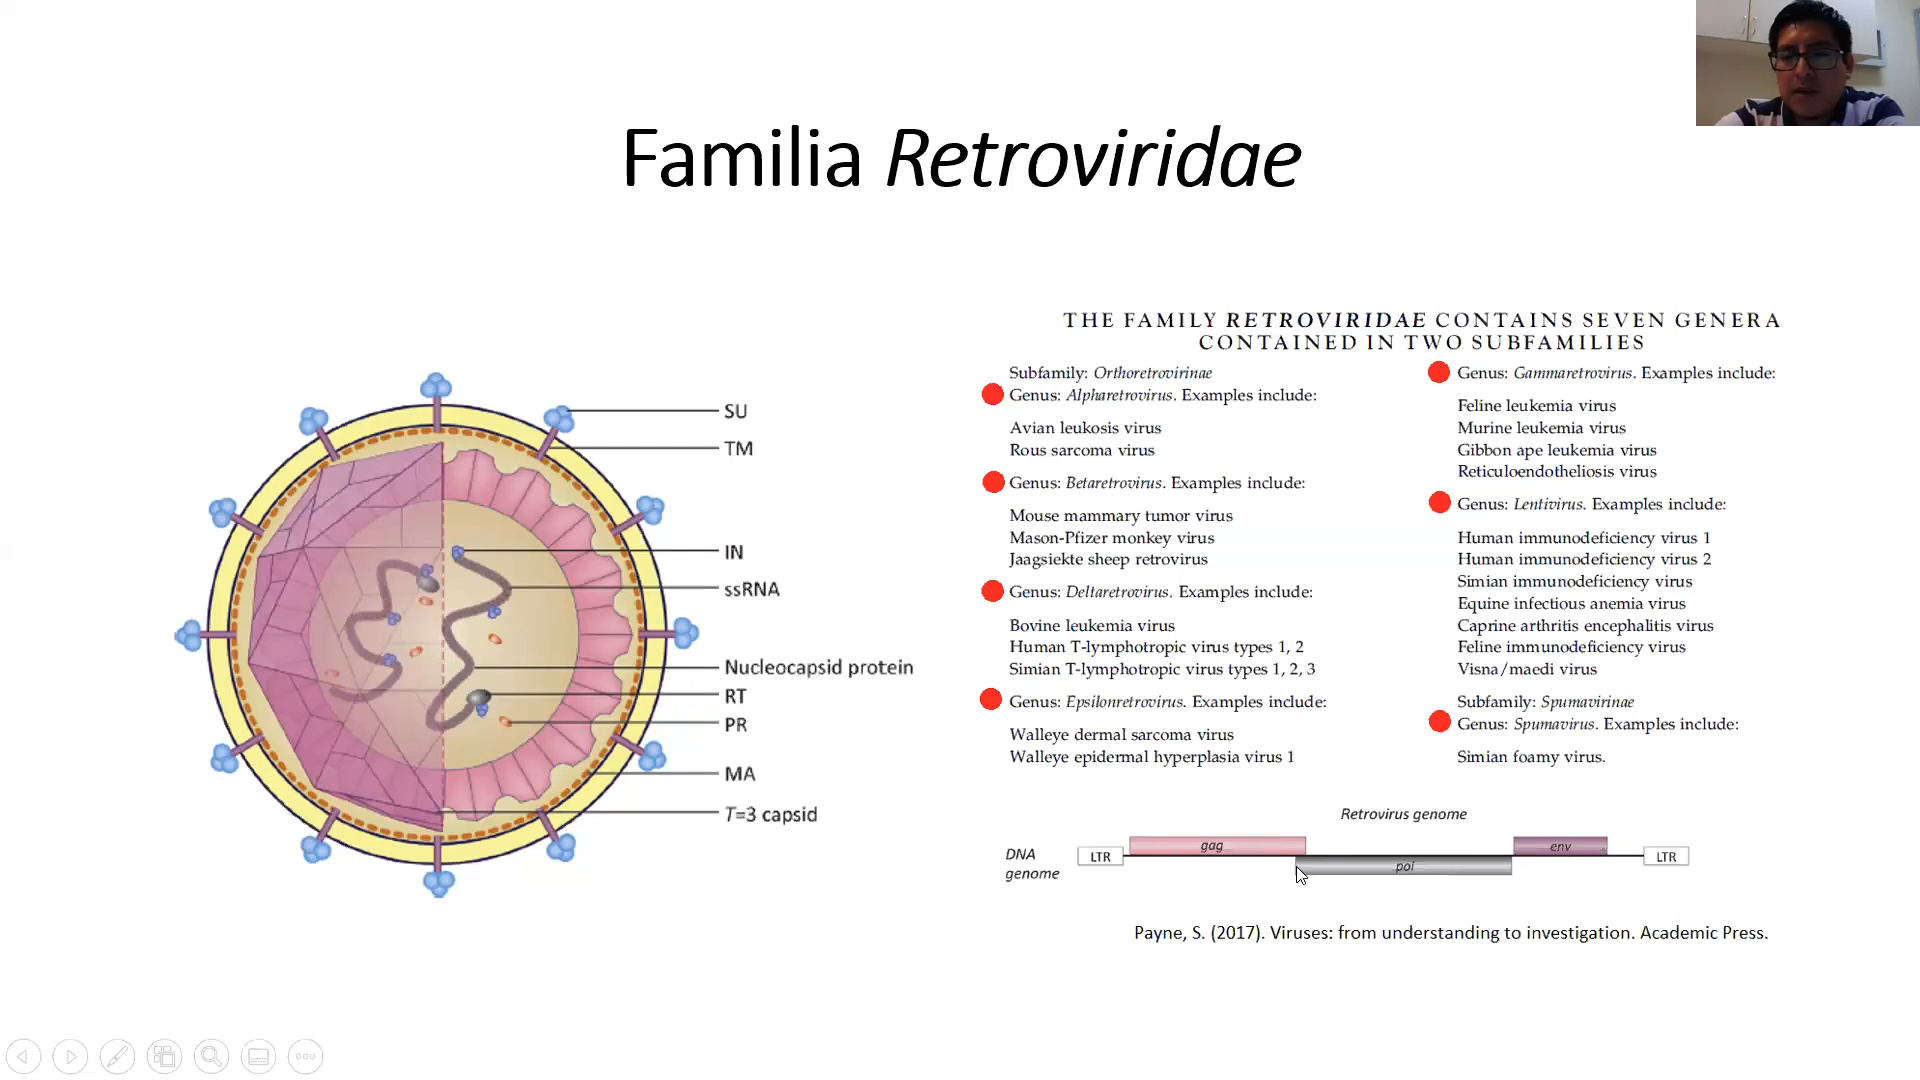 Familia Retroviridae
SU
TM
IN
ssRNA
Nucleocapsid protein
RT
PR
MA
T=3 capsid
THE FAMILY RETROVIRIDAE CONTAINS SEVEN GENERA
CONTAINED IN TWO SUBFAMILIES
Subfamily: Orthoretrovirinae
Genus: Alpharetrovirus. Examples include:
Avian leukosis virus
Rous sarcoma virus
Genus: Betaretrovirus. Examples include:
Mouse mammary tumor virus
Mason-Pfizer monkey virus
Jaagsiekte sheep retrovirus
Genus: Deltaretrovirus. Examples include:
Bovine leukemia virus
Human T-lymphotropic virus types 1, 2
Simian T-lymphotropic virus types 1, 2, 3
Genus: Epsilonretrovirus. Examples include:
Walleye dermal sarcoma virus
Walleye epidermal hyperplasia virus 1
Genus: Gammaretrovirus. Examples include:
Feline leukemia virus
Murine leukemia virus
Gibbon ape leukemia virus
Reticuloendotheliosis virus
Genus: Lentivirus. Examples include:
Human immunodeficiency virus 1
Human immunodeficiency virus 2
Simian immunodeficiency virus
Equine infectious anemia virus
Caprine arthritis encephalitis virus
Feline immunodeficiency virus
Visna/maedi virus
Subfamily: Spumavirinae
Genus: Spumavirus. Examples include:
Simian foamy virus.
Retrovirus genome
DNA
genome
LTR
gag
pol
env
LTR
Payne, S. (2017). Viruses: from understanding to investigation. Academic Press.